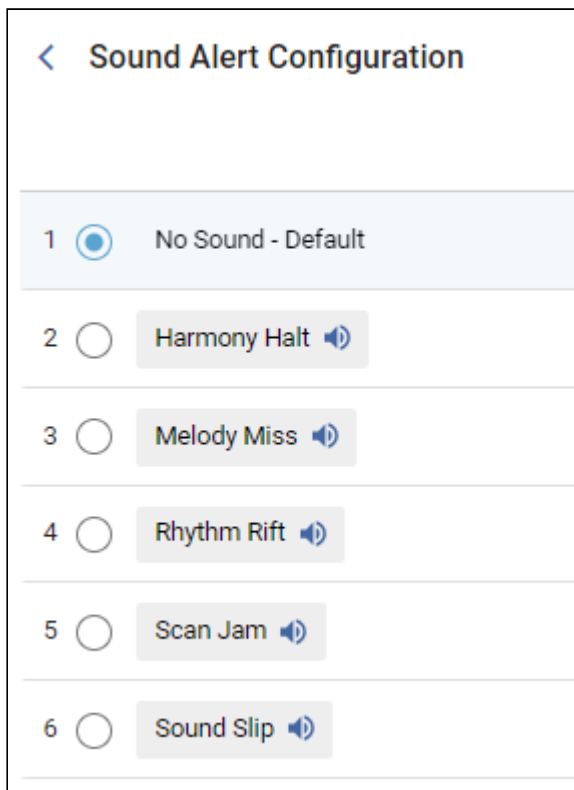 Sound Alert Configuration
1 No Sound - Default
2 Harmony Halt
3 Melody Miss
4 Rhythm Rift
5 Scan Jam
6 Sound Slip